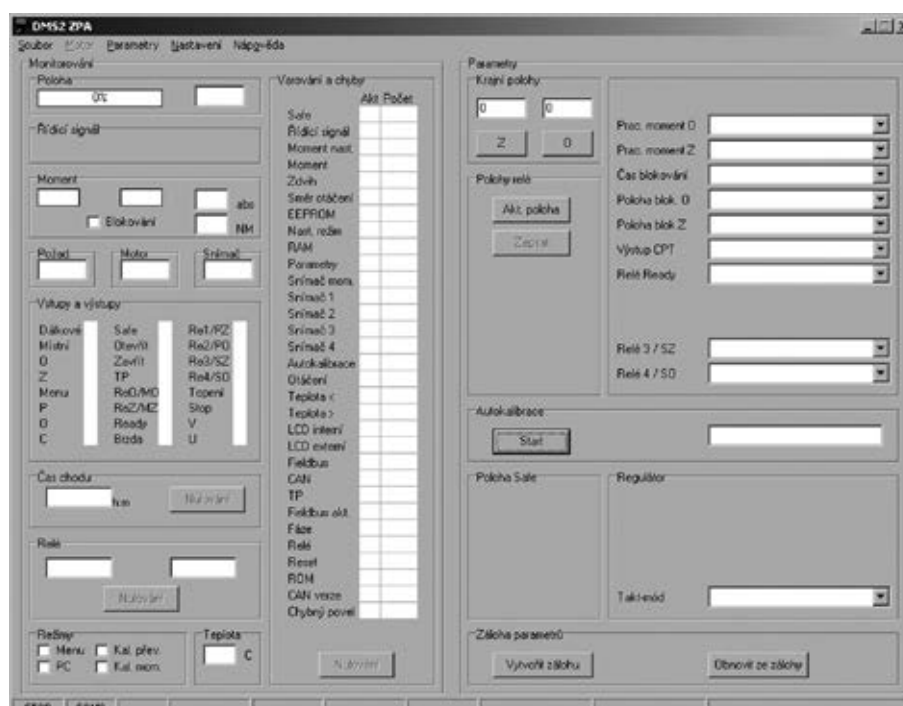 DMS2 ZPA
Soubor Motor Parametry Nastavení Nápověda
Monitorování
Poloha
0%
Řídicí signál
Moment
abs
Blokování
NM
Požad. Motor Snímač
Vstupy a výstupy
Dálkové Safe Re1/PZ
Místní Otevřít Re2/PO
O Zavřít Re3/SZ
Z TP Re4/SO
Menu ReO/MO Topení
P ReZ/MZ Stop
O Ready V
C Brzda U
Čas chodu
h:m Nulování
Relé
Nulování
Režimy
Menu Kal. přev.
PC Kal. mom.
Teplota
C
Varování a chyby
Akt. Počet
Safe
Řídicí signál
Moment nast.
Moment
Zdvih
Směr otáčení
EEPROM
Nast. režim
RAM
Parametry
Snímač mom.
Snímač 1
Snímač 2
Snímač 3
Snímač 4
Autokalibrace
Otáčení
Teplota <
Teplota >
LCD interní
LCD externí
Fieldbus
CAN
TP
Fieldbus akt.
Fáze
Relé
Reset
ROM
CAN verze
Chybný povel
Nulování
Parametry
Krajní polohy
0 0
Z O
Polohy relé
Akt. poloha
Zapsat
Prac. moment O
Prac. moment Z
Čas blokování
Poloha blok. O
Poloha blok Z
Výstup CPT
Relé Ready
Relé 3 / SZ
Relé 4 / SO
Autokalibrace
Start
Poloha Safe
Regulátor
Takt-mód
Záloha parametrů
Vytvořit zálohu Obnovit ze zálohy